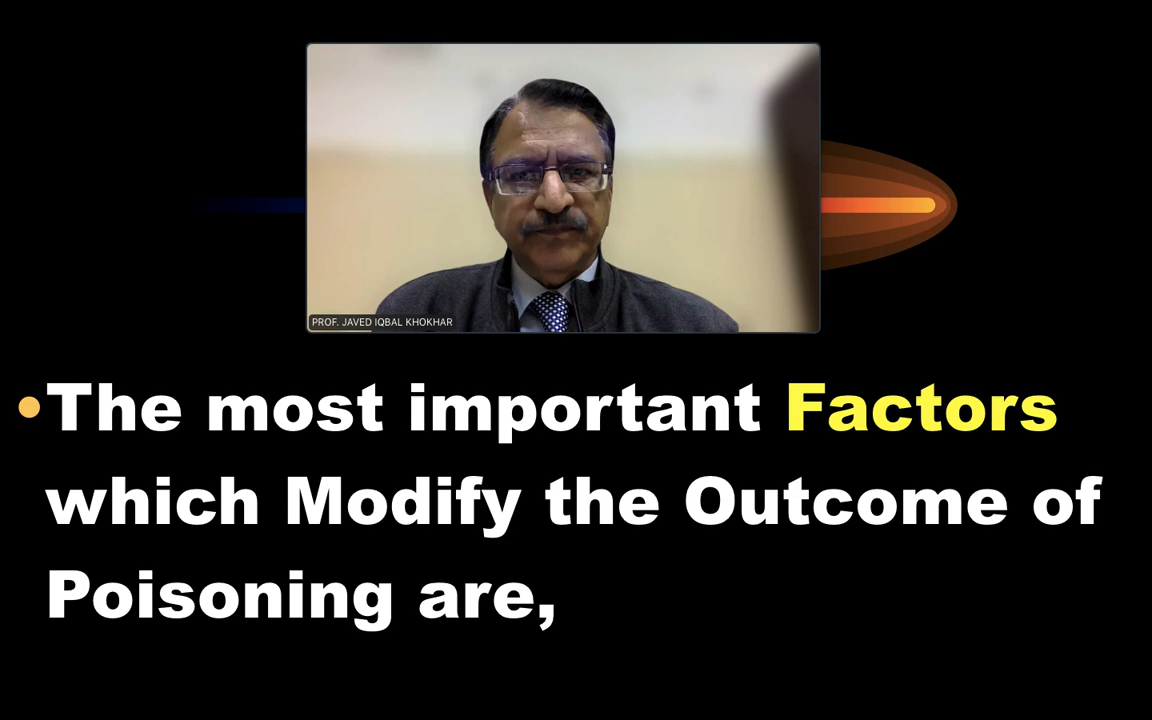 PROF. JAVED IQBAL KHOKHAR
•The most important Factors
which Modify the Outcome of
Poisoning are,